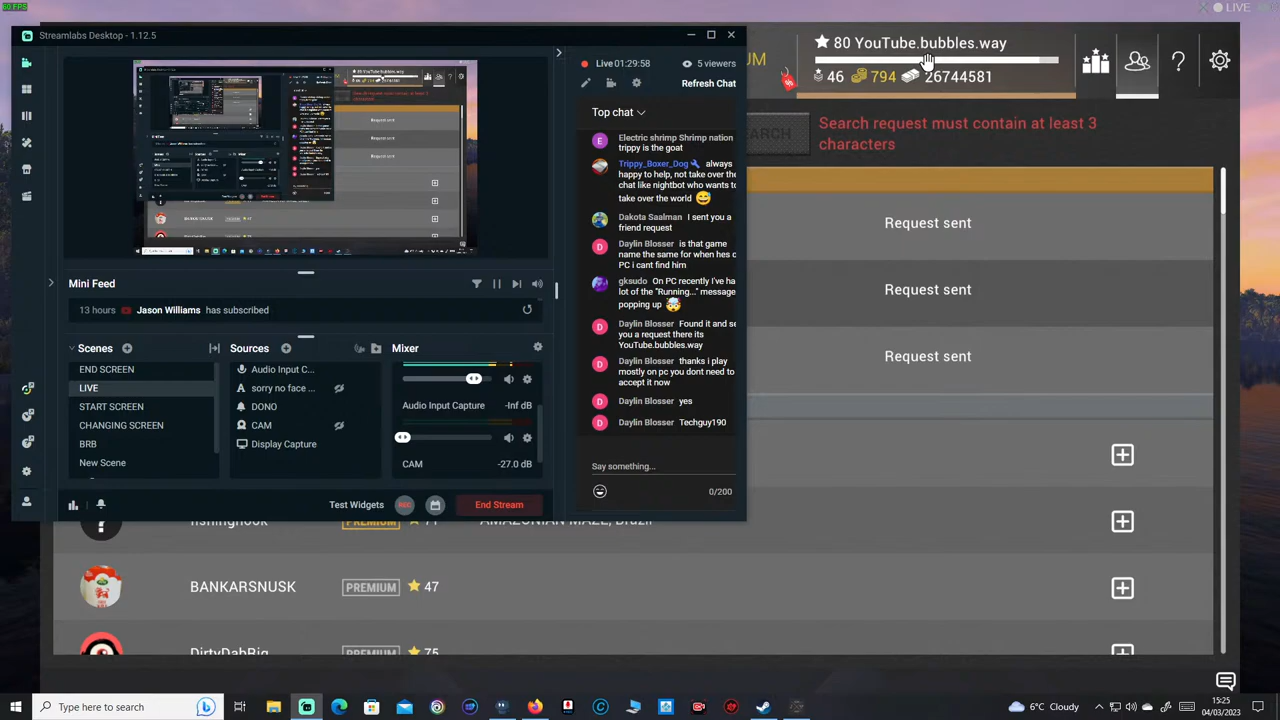 60 FPS
LIVE
Streamlabs Desktop - 1.12.5
80 YouTube.bubbles.way
UM
46 794 26744581
Live 01:29:58 5 viewers
Refresh Chat
Search request must contain at least 3
characters
Top chat
Electric shrimp Shrimp nation
trippy is the goat
Trippy_Boxer_Dog always
happy to help, not take over the
chat like nightbot who wants to
take over the world
Dakota Saalman I sent you a
friend request
Daylin Blosser is that game
name the same for when hes o
PC i cant find him
gksudo On PC recently I've ha
lot of the "Running..." message
popping up
Daylin Blosser Found it and se
you a request there its
YouTube.bubbles.way
Daylin Blosser thanks i play
mostly on pc you dont need to
accept it now
Daylin Blosser yes
Daylin Blosser Techguy190
Say something...
0/200
Request sent
Request sent
Request sent
Mini Feed
13 hours Jason Williams has subscribed
Scenes
END SCREEN
LIVE
START SCREEN
CHANGING SCREEN
BRB
New Scene
Sources
Audio Input C...
sorry no face ...
DONO
CAM
Display Capture
Mixer
Audio Input Capture -Inf dB
CAM -27.0 dB
Test Widgets REC End Stream
fishinghook PREMIUM 71 AMAZONIAN MAZE, Brazil
BANKARSNUSK PREMIUM 47
DirtyDabRig PREMIUM 75
Type here to search
6°C Cloudy
15:25
04/03/2023